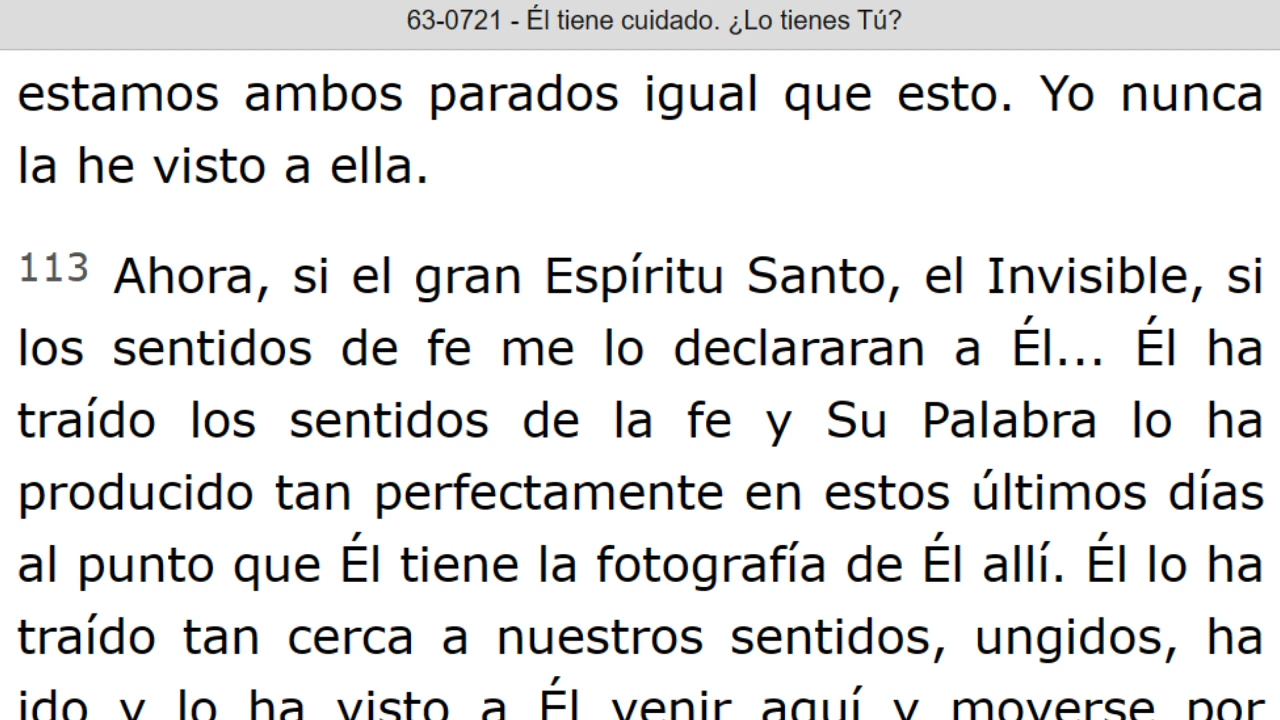 63-0721 - Él tiene cuidado. ¿Lo tienes Tú?
estamos ambos parados igual que esto. Yo nunca
la he visto a ella.
113 Ahora, si el gran Espíritu Santo, el Invisible, si
los sentidos de fe me lo declararan a Él... Él ha
traído los sentidos de la fe y Su Palabra lo ha
producido tan perfectamente en estos últimos días
al punto que Él tiene la fotografía de Él allí. Él lo ha
traído tan cerca a nuestros sentidos, ungidos, ha
ido y lo ha visto a Él venir aquí y moverse por